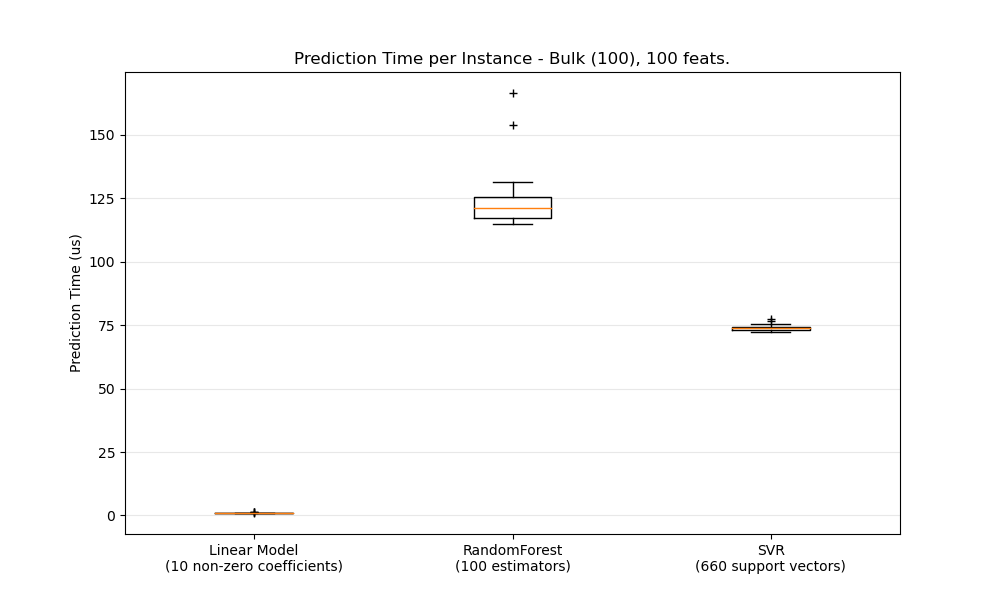 Prediction Time per Instance - Bulk (100), 100 feats.
Prediction Time (us)
150
125
100
75
50
25
0
Linear Model
(10 non-zero coefficients)
RandomForest
(100 estimators)
SVR
(660 support vectors)